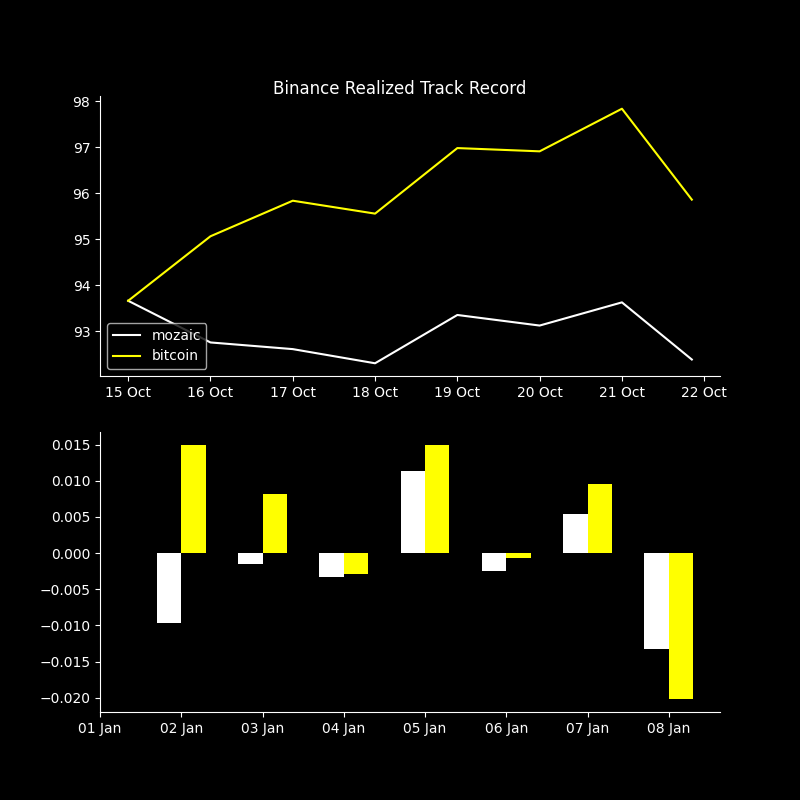 Binance Realized Track Record
98
97
96
95
94
93
mozaic
bitcoin
15 Oct 16 Oct 17 Oct 18 Oct 19 Oct 20 Oct 21 Oct 22 Oct
0.015
0.010
0.005
0.000
−0.005
−0.010
−0.015
−0.020
01 Jan 02 Jan 03 Jan 04 Jan 05 Jan 06 Jan 07 Jan 08 Jan